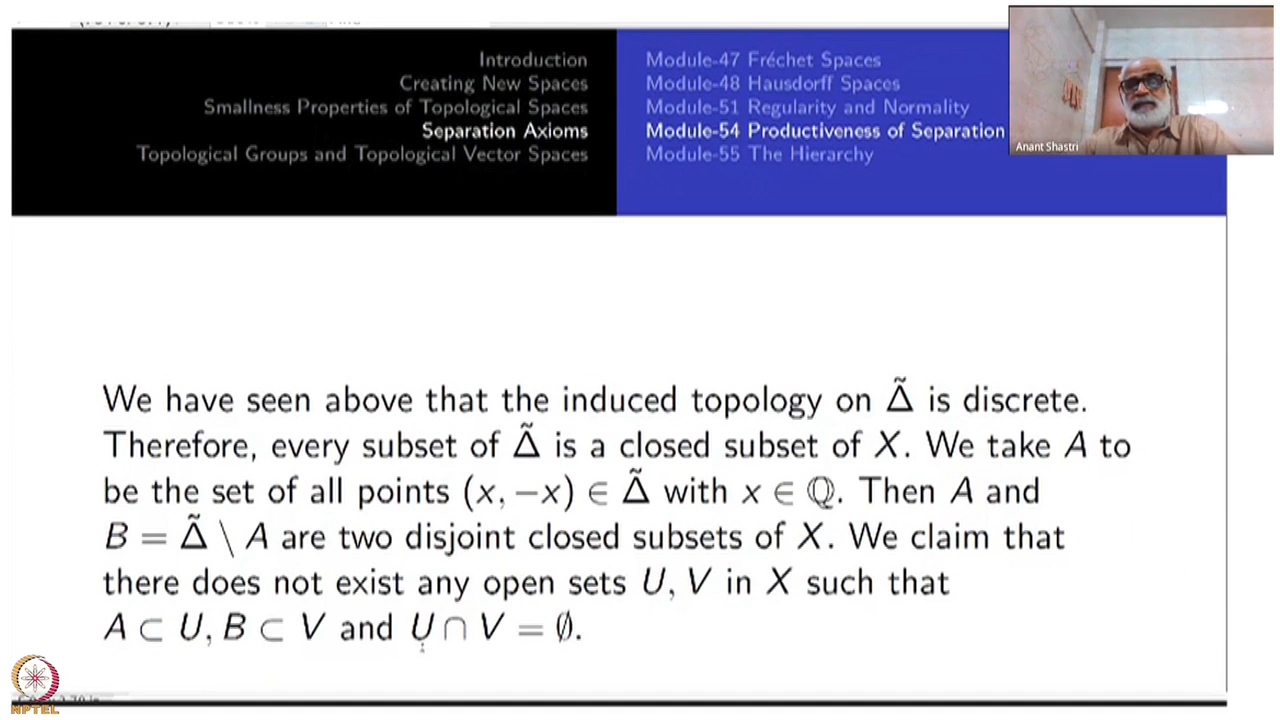 Introduction
Creating New Spaces
Smallness Properties of Topological Spaces
Separation Axioms
Topological Groups and Topological Vector Spaces
Module-47 Fréchet Spaces
Module-48 Hausdorff Spaces
Module-51 Regularity and Normality
Module-54 Productiveness of Separation
Module-55 The Hierarchy
Anant Shastri
We have seen above that the induced topology on Δ̃ is discrete.
Therefore, every subset of Δ̃ is a closed subset of X. We take A to
be the set of all points (x, −x) ∈ Δ̃ with x ∈ ℚ. Then A and
B = Δ̃ \ A are two disjoint closed subsets of X. We claim that
there does not exist any open sets U, V in X such that
A ⊂ U, B ⊂ V and U ∩ V = ∅.
NPTEL